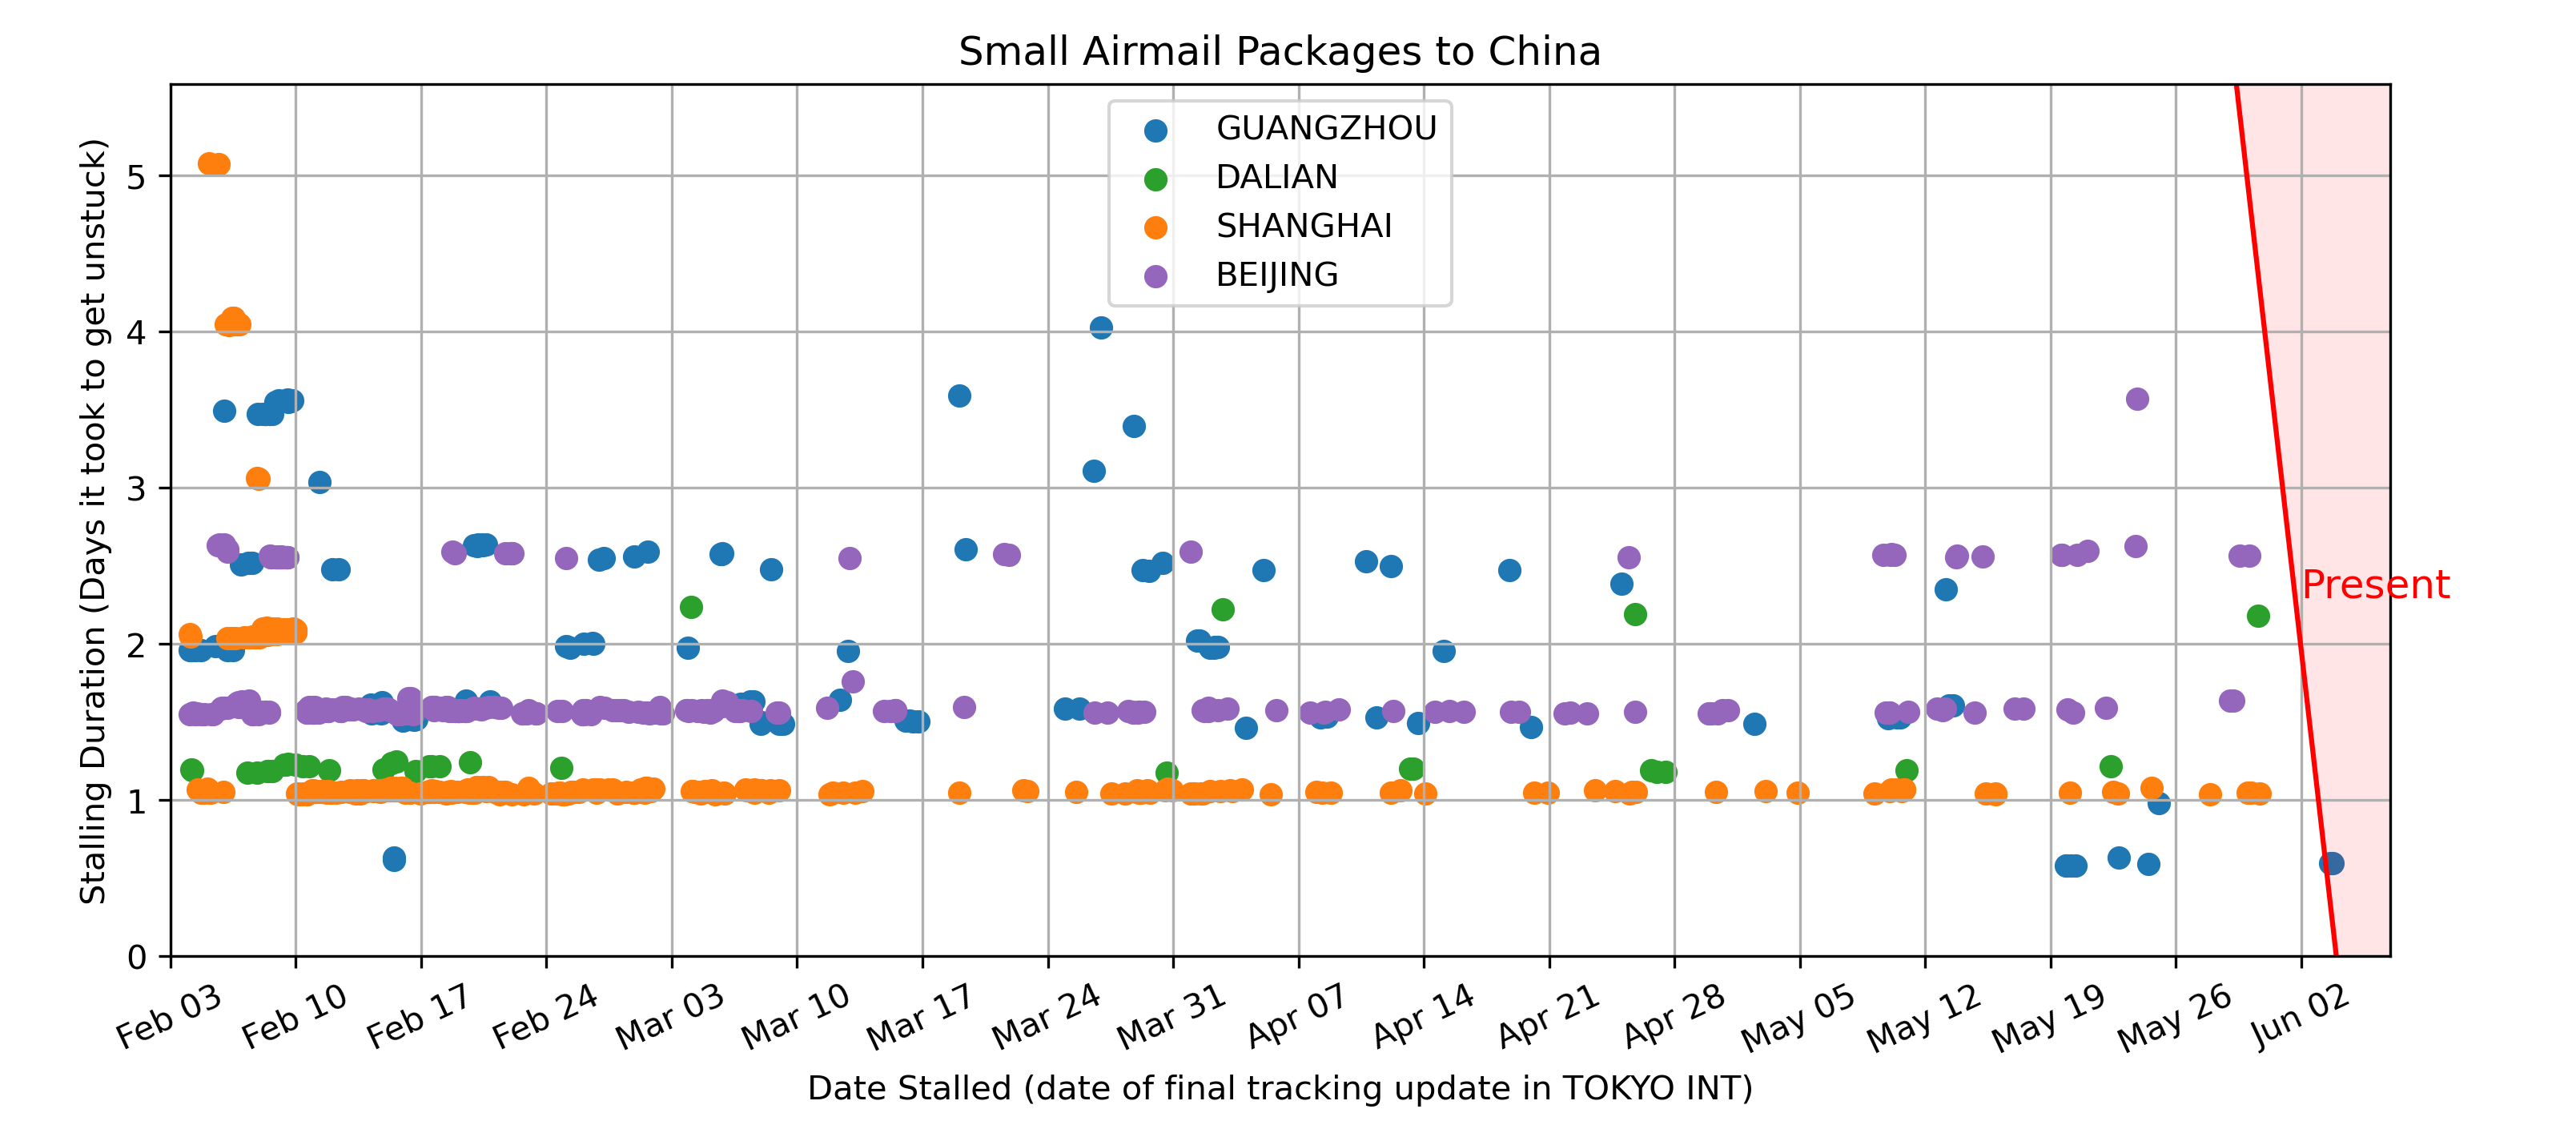 Small Airmail Packages to China
Stalling Duration (Days it took to get unstuck)
5
4
3
2
1
0
GUANGZHOU
DALIAN
SHANGHAI
BEIJING
Present
Feb 03
Feb 10
Feb 17
Feb 24
Mar 03
Mar 10
Mar 17
Mar 24
Mar 31
Apr 07
Apr 14
Apr 21
Apr 28
May 05
May 12
May 19
May 26
Jun 02
Date Stalled (date of final tracking update in TOKYO INT)